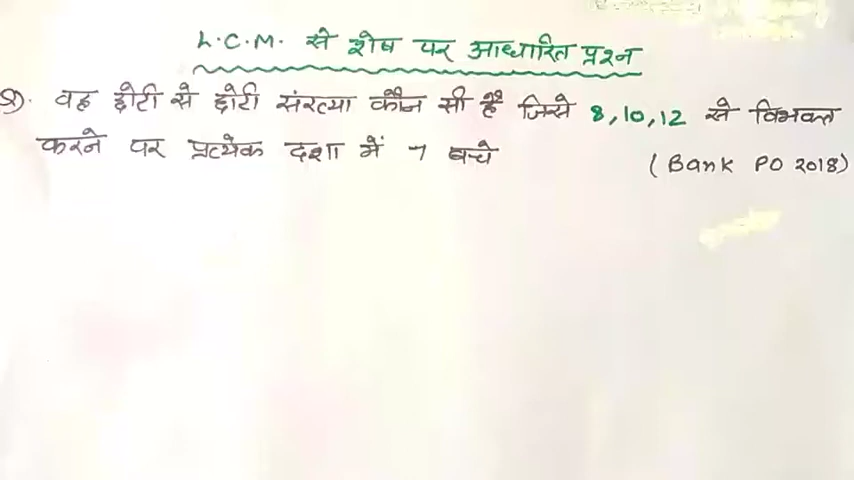 L.C.M. से शेष पर आधारित प्रश्न
Q. वह छोटी से छोटी संख्या कौन सी है जिसे 8,10,12 से विभक्त
करने पर प्रत्येक दशा में 7 बचे
(Bank PO 2018)